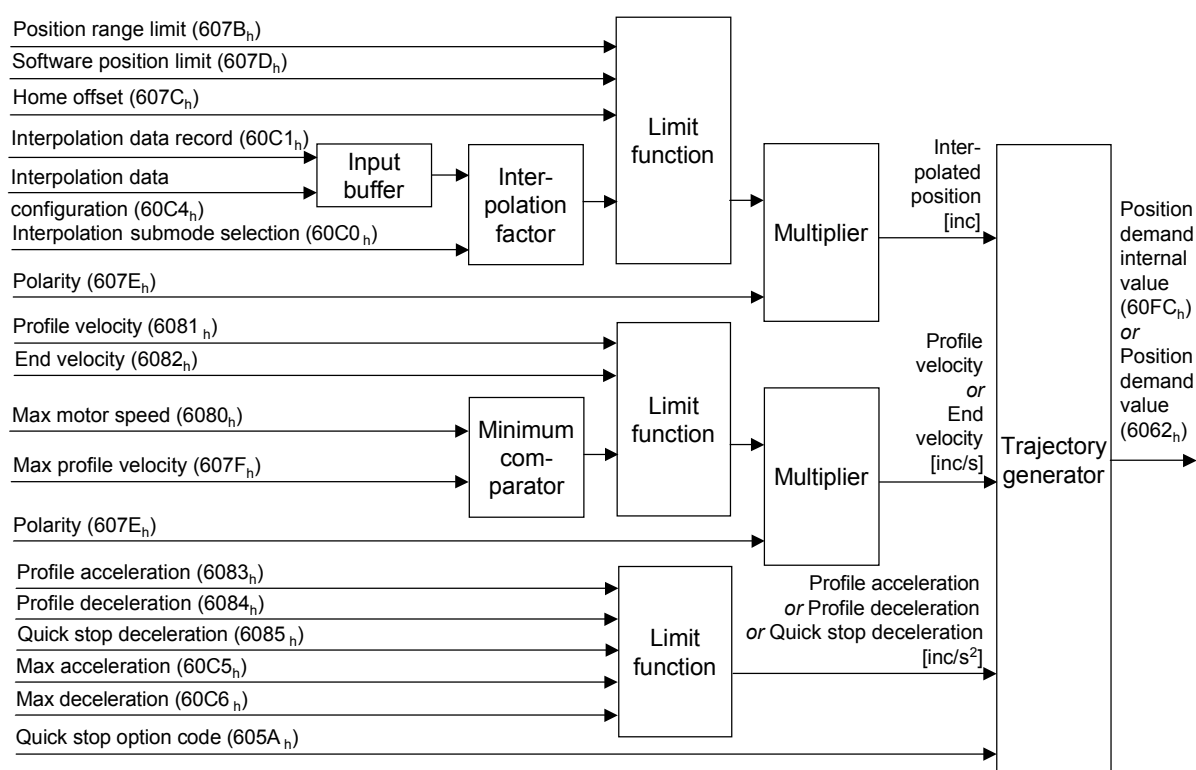 Position range limit (607Bh)
Software position limit (607Dh)
Home offset (607Ch)
Interpolation data record (60C1h)
Interpolation data
configuration (60C4h)
Interpolation submode selection (60C0h)
Polarity (607Eh)
Input
buffer
Inter-
polation
factor
Limit
function
Multiplier
Inter-
polated
position
[inc]
Profile velocity (6081h)
End velocity (6082h)
Max motor speed (6080h)
Max profile velocity (607Fh)
Polarity (607Eh)
Minimum
com-
parator
Limit
function
Multiplier
Profile
velocity
or
End
velocity
[inc/s]
Profile acceleration (6083h)
Profile deceleration (6084h)
Quick stop deceleration (6085h)
Max acceleration (60C5h)
Max deceleration (60C6h)
Quick stop option code (605Ah)
Limit
function
Profile acceleration
or Profile deceleration
or Quick stop deceleration
[inc/s2]
Trajectory
generator
Position
demand
internal
value
(60FCh)
or
Position
demand
value
(6062h)